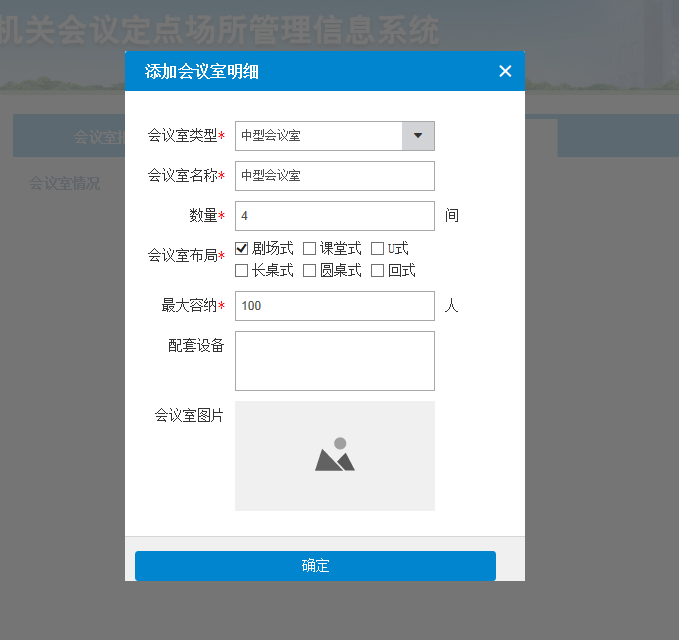 机关会议定点场所管理信息系统
添加会议室明细
会议室
会议室情况
会议室类型* 中型会议室
会议室名称* 中型会议室
数量* 4 间
会议室布局* 剧场式 课堂式 U式
长桌式 圆桌式 回式
最大容纳* 100 人
配套设备
会议室图片
确定